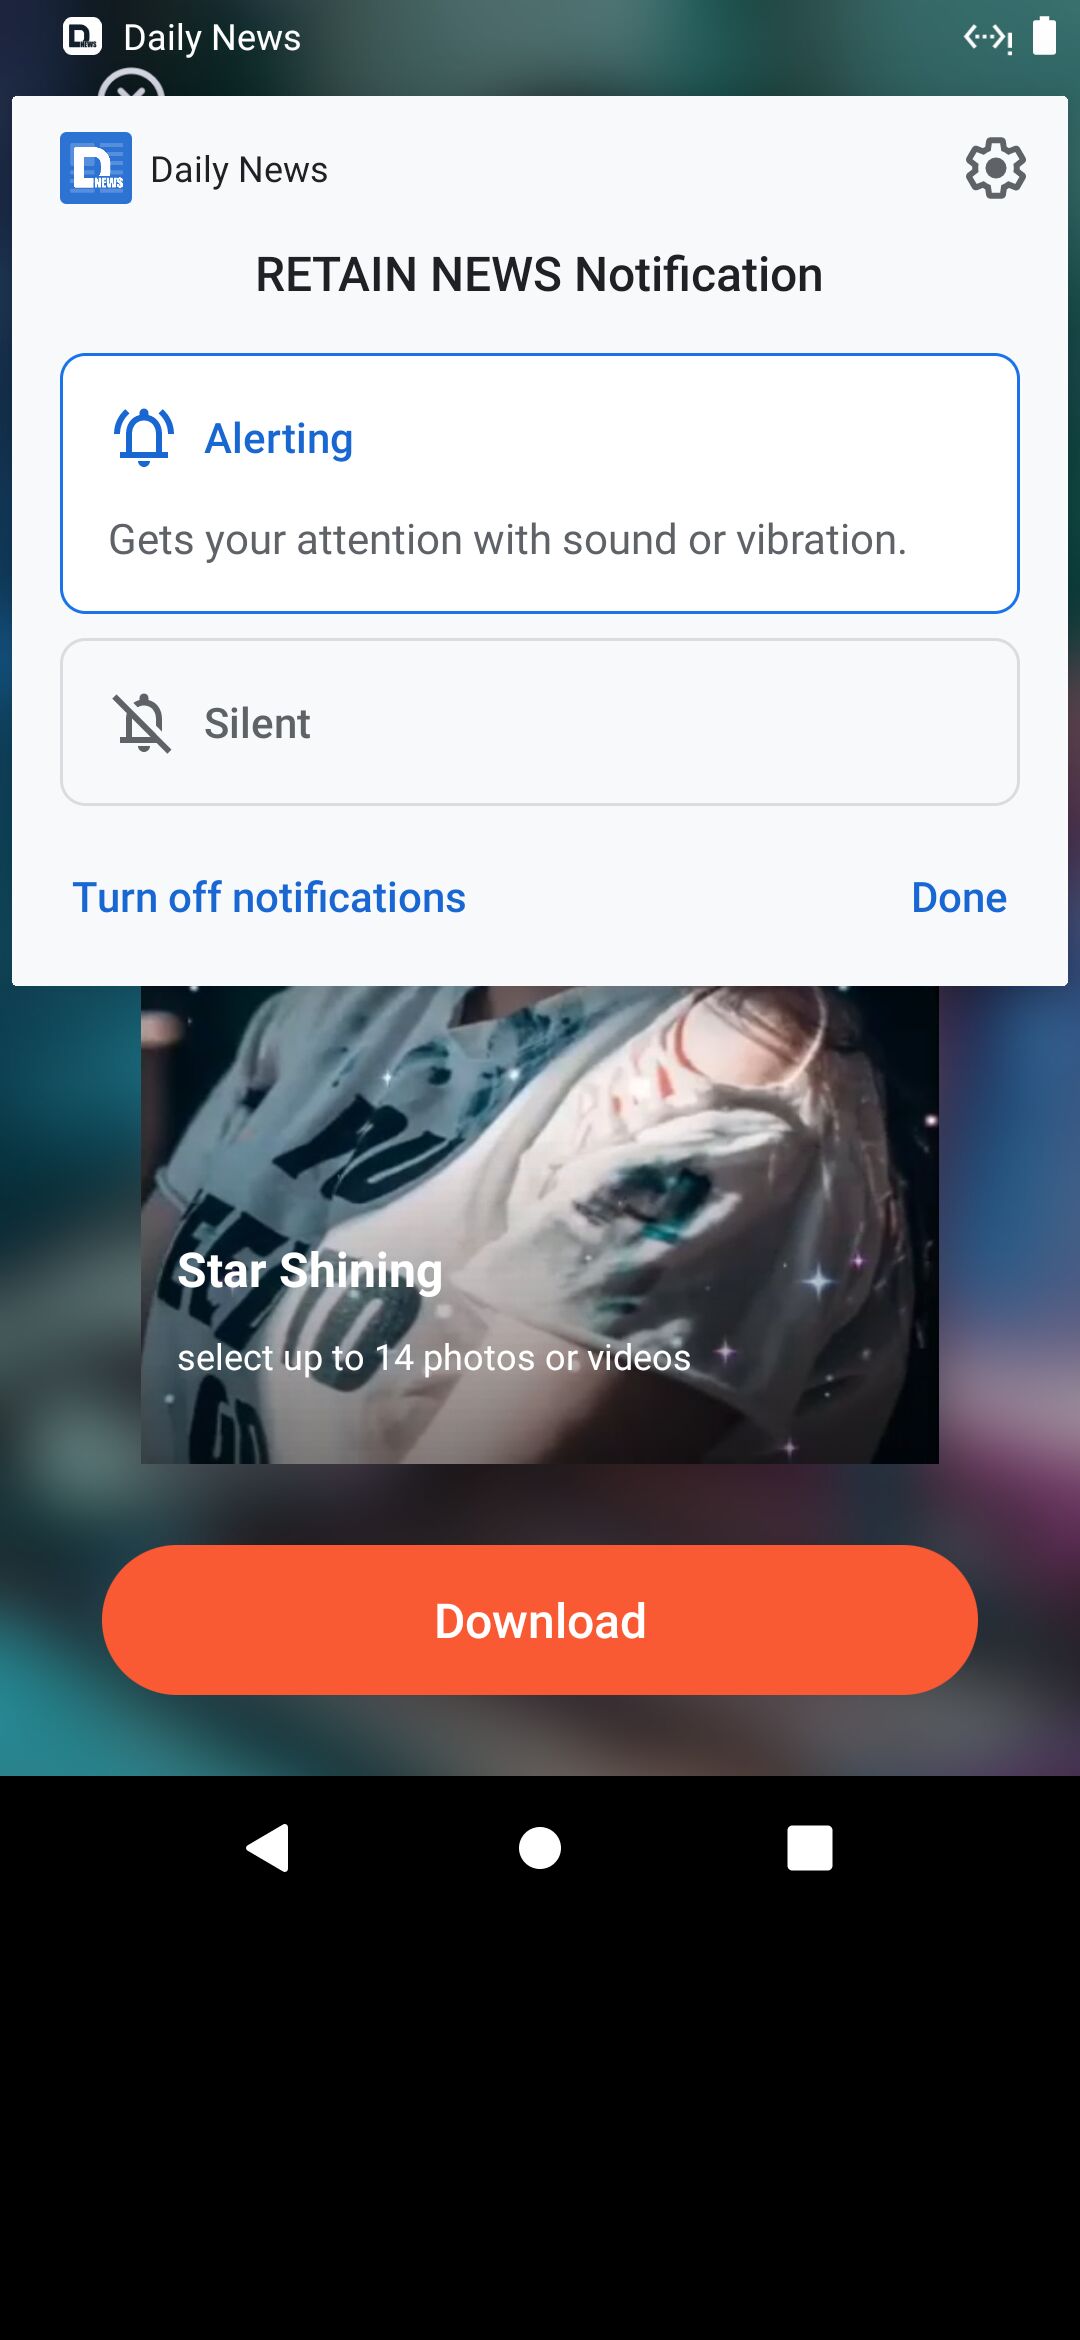 Daily News
Daily News
RETAIN NEWS Notification
Alerting
Gets your attention with sound or vibration.
Silent
Turn off notifications
Done
Star Shining
select up to 14 photos or videos
Download